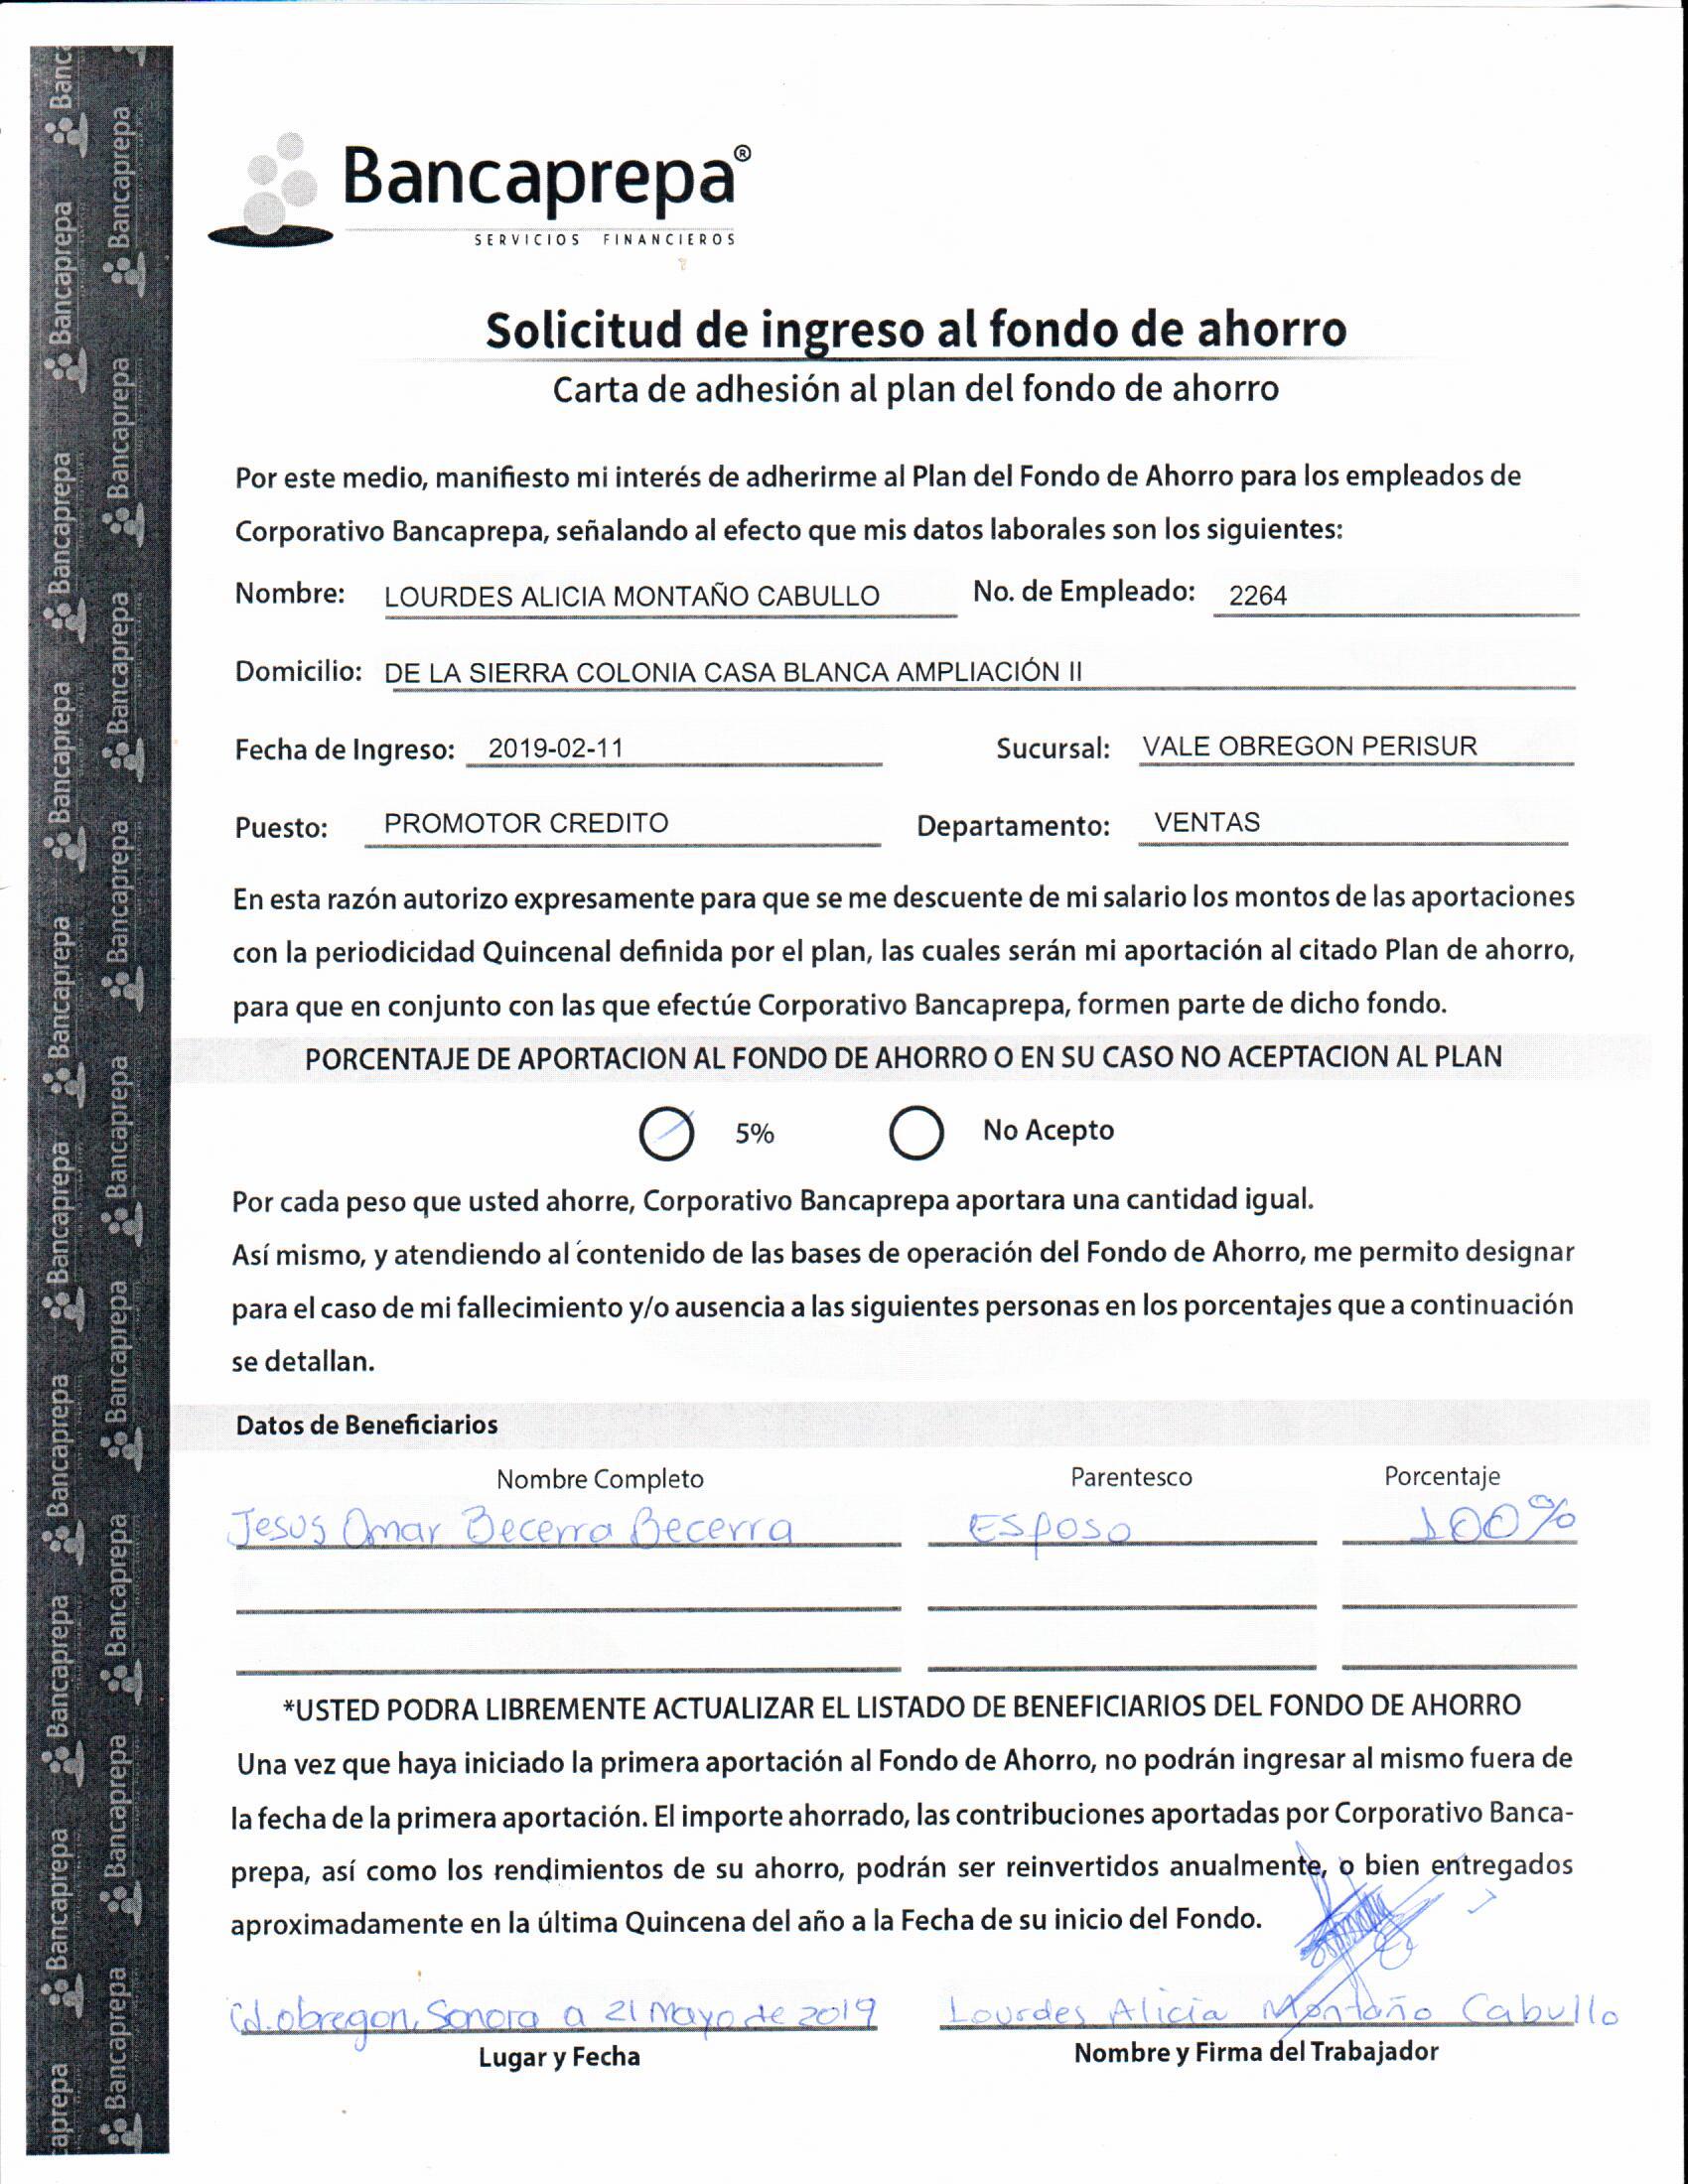 Bancaprepa®
SERVICIOS FINANCIEROS
Solicitud de ingreso al fondo de ahorro
Carta de adhesión al plan del fondo de ahorro
Por este medio, manifiesto mi interés de adherirme al Plan del Fondo de Ahorro para los empleados de
Corporativo Bancaprepa, señalando al efecto que mis datos laborales son los siguientes:
Nombre: LOURDES ALICIA MONTAÑO CABULLO No. de Empleado: 2264
Domicilio: DE LA SIERRA COLONIA CASA BLANCA AMPLIACIÓN II
Fecha de Ingreso: 2019-02-11 Sucursal: VALE OBREGON PERISUR
Puesto: PROMOTOR CREDITO Departamento: VENTAS
En esta razón autorizo expresamente para que se me descuente de mi salario los montos de las aportaciones
con la periodicidad Quincenal definida por el plan, las cuales serán mi aportación al citado Plan de ahorro,
para que en conjunto con las que efectúe Corporativo Bancaprepa, formen parte de dicho fondo.
PORCENTAJE DE APORTACION AL FONDO DE AHORRO O EN SU CASO NO ACEPTACION AL PLAN
5% No Acepto
Por cada peso que usted ahorre, Corporativo Bancaprepa aportara una cantidad igual.
Así mismo, y atendiendo al contenido de las bases de operación del Fondo de Ahorro, me permito designar
para el caso de mi fallecimiento y/o ausencia a las siguientes personas en los porcentajes que a continuación
se detallan.
Datos de Beneficiarios
Nombre Completo Parentesco Porcentaje
Jesus Omar Becerra Becerra Esposo 100%
*USTED PODRA LIBREMENTE ACTUALIZAR EL LISTADO DE BENEFICIARIOS DEL FONDO DE AHORRO
Una vez que haya iniciado la primera aportación al Fondo de Ahorro, no podrán ingresar al mismo fuera de
la fecha de la primera aportación. El importe ahorrado, las contribuciones aportadas por Corporativo Banca-
prepa, así como los rendimientos de su ahorro, podrán ser reinvertidos anualmente, o bien entregados
aproximadamente en la última Quincena del año a la Fecha de su inicio del Fondo.
Cd. obregon, Sonora a 21 Mayo de 2019 Lourdes Alicia Montaño Cabullo
Lugar y Fecha Nombre y Firma del Trabajador